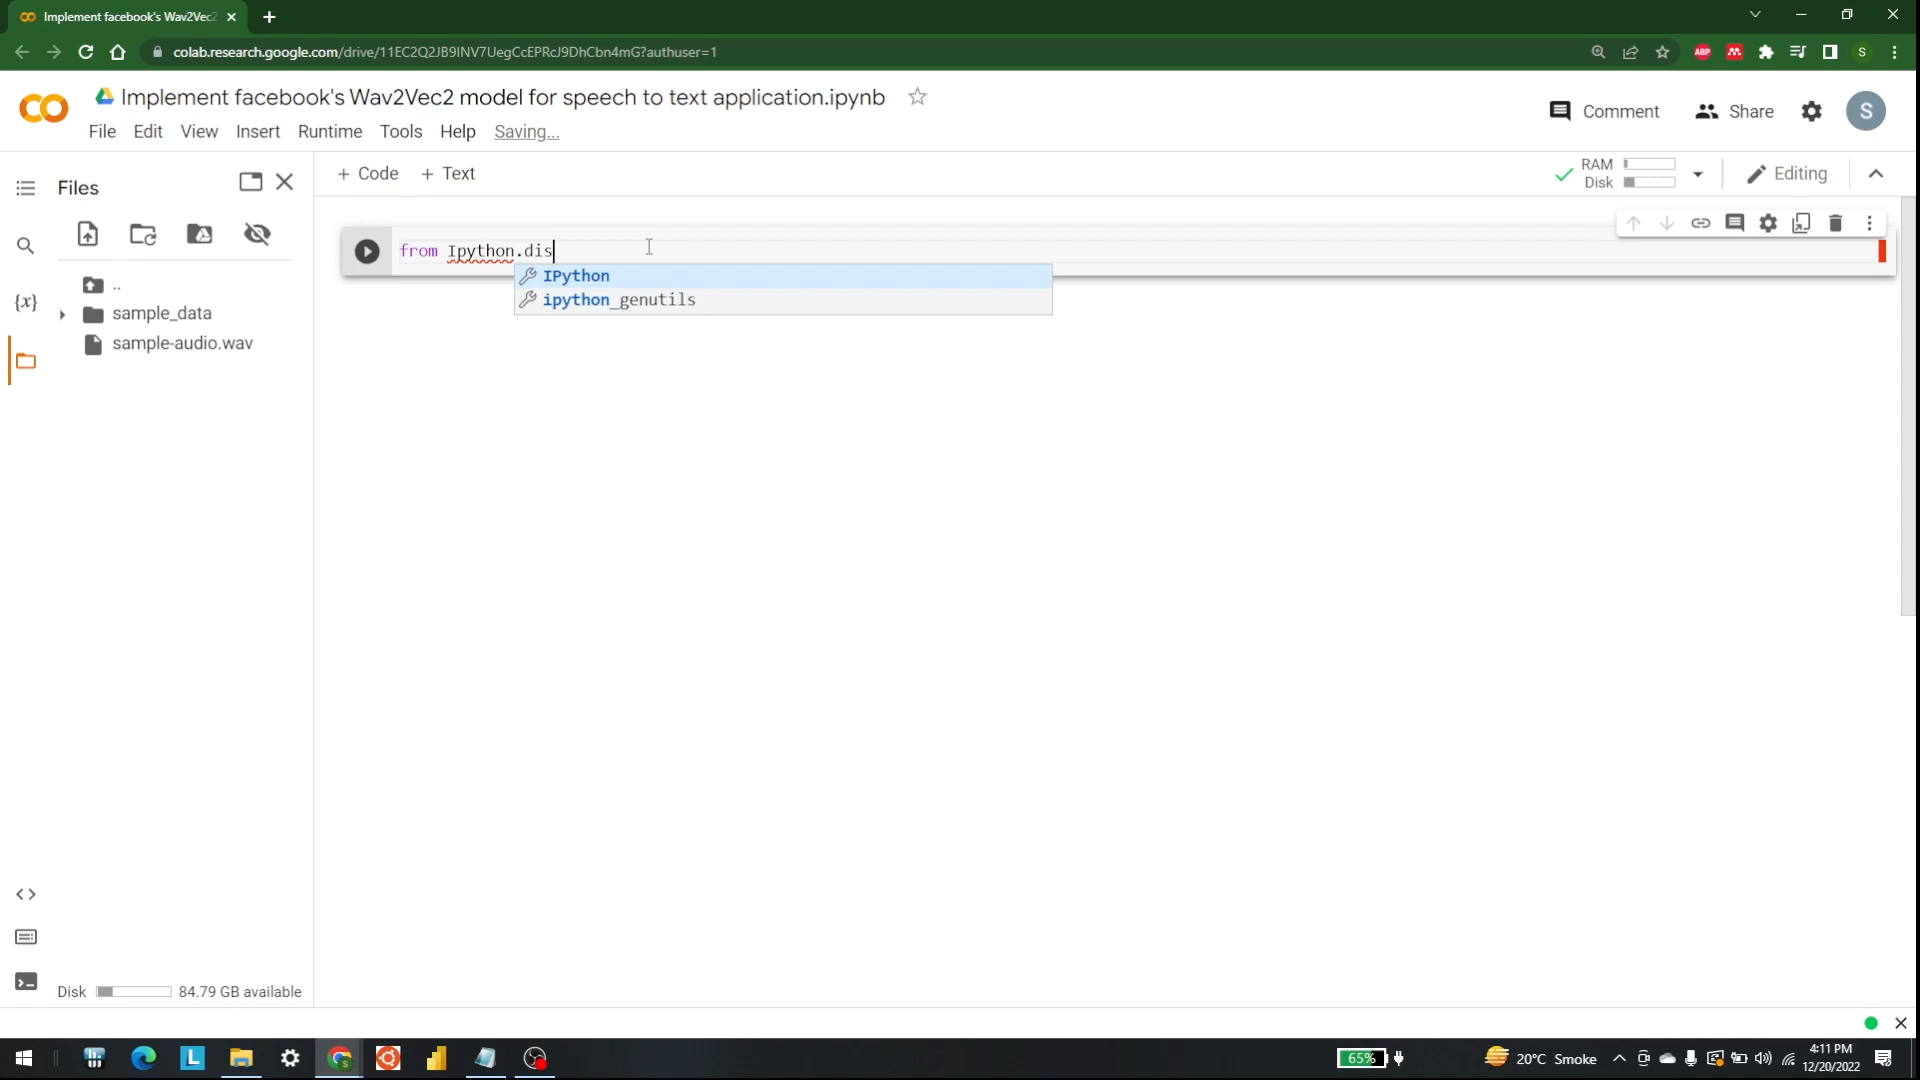 Implement facebook's Wav2Vec2
colab.research.google.com/drive/11EC2Q2JB9INV7UegCcEPRcJ9DhCbn4mG?authuser=1
ABP
S
Implement facebook's Wav2Vec2 model for speech to text application.ipynb
Comment
Share
S
File Edit View Insert Runtime Tools Help Saving...
Files
+ Code + Text
RAM
Disk
Editing
{x}
..
sample_data
sample-audio.wav
from Ipython.dis
IPython
ipython_genutils
Disk 84.79 GB available
L
65%
20°C Smoke
4:11 PM
12/20/2022